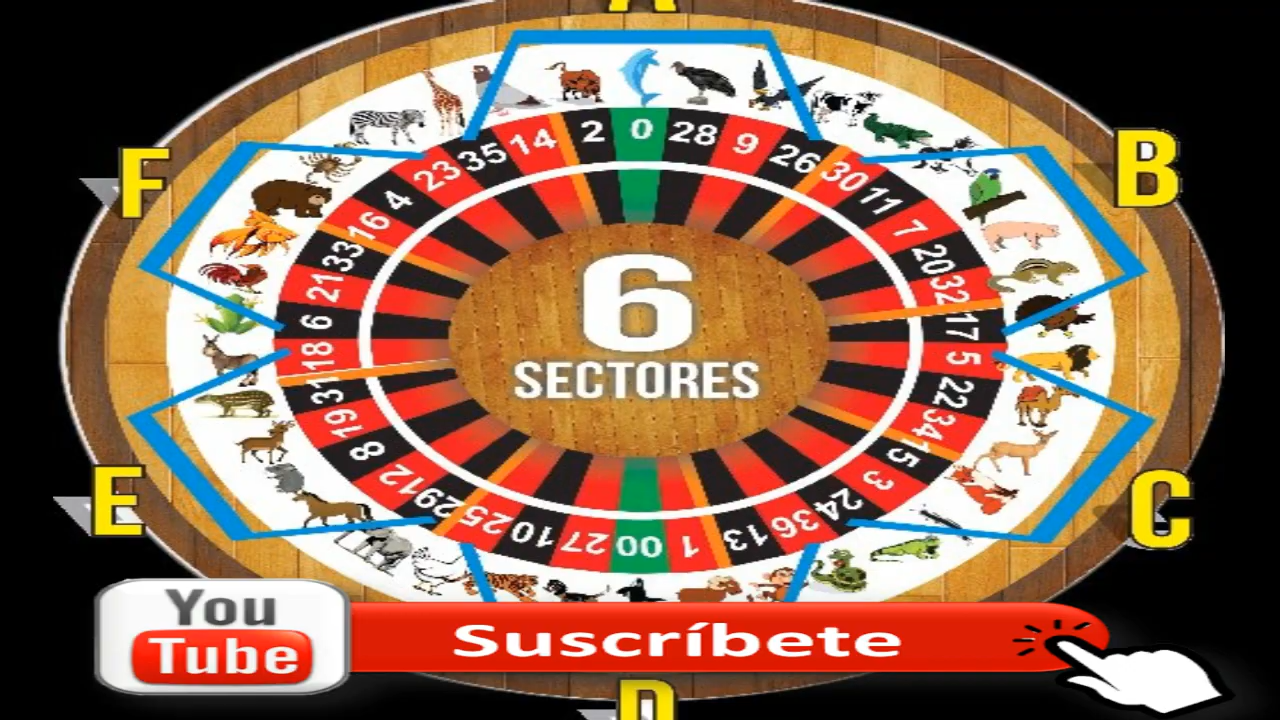 A
14 2 0 28 9
35 26
23 30
4 11
16 7
33 20
21 32
6 17
18 5
31 22
19 34
8 15
12 3
29 24
25 36
10 13
27 00 1
F
B
6
SECTORES
E
C
You
Tube
Suscríbete
D